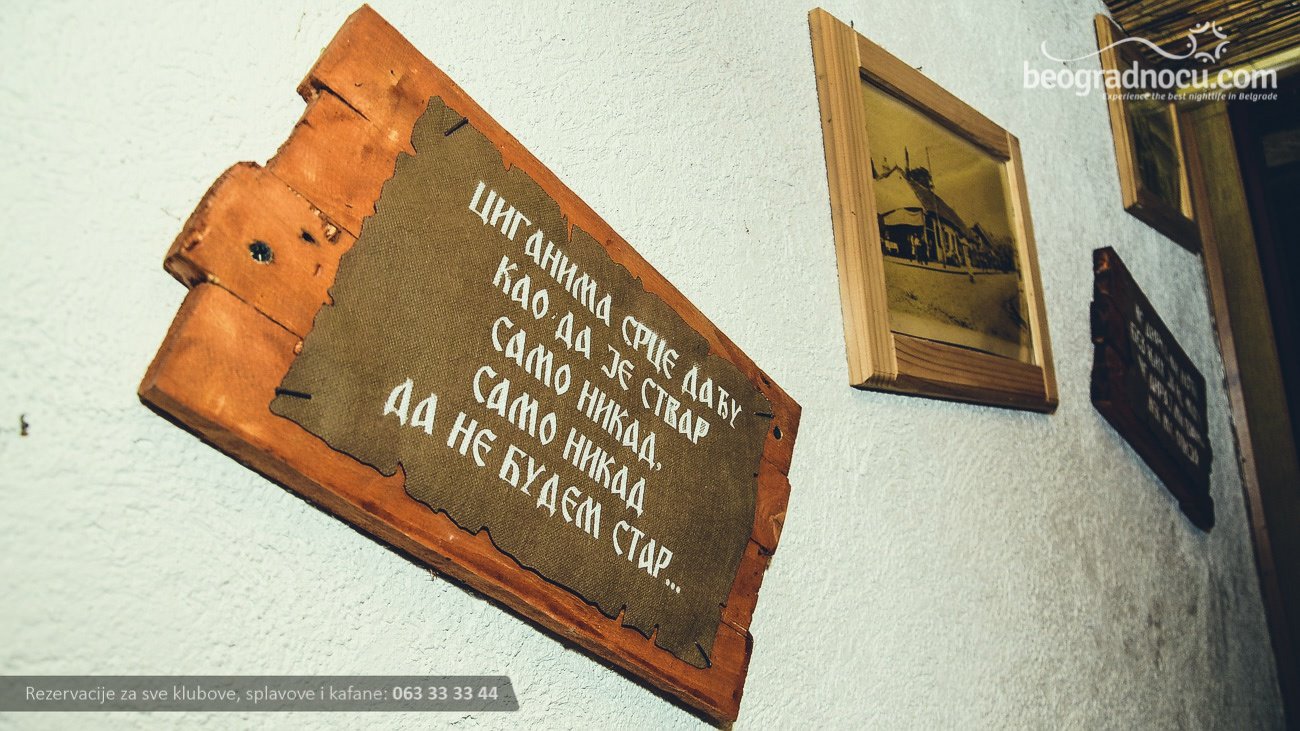 ЦИГАНИМА СРЦЕ ДАЂУ
КАО ДА ЈЕ СТВАР
САМО НИКАД,
САМО НИКАД
ДА НЕ БУДЕМ СТАР...
beogradnocu.com
experience the best nightlife in Belgrade
Rezervacije za sve klubove, splavove i kafane: 063 33 33 44